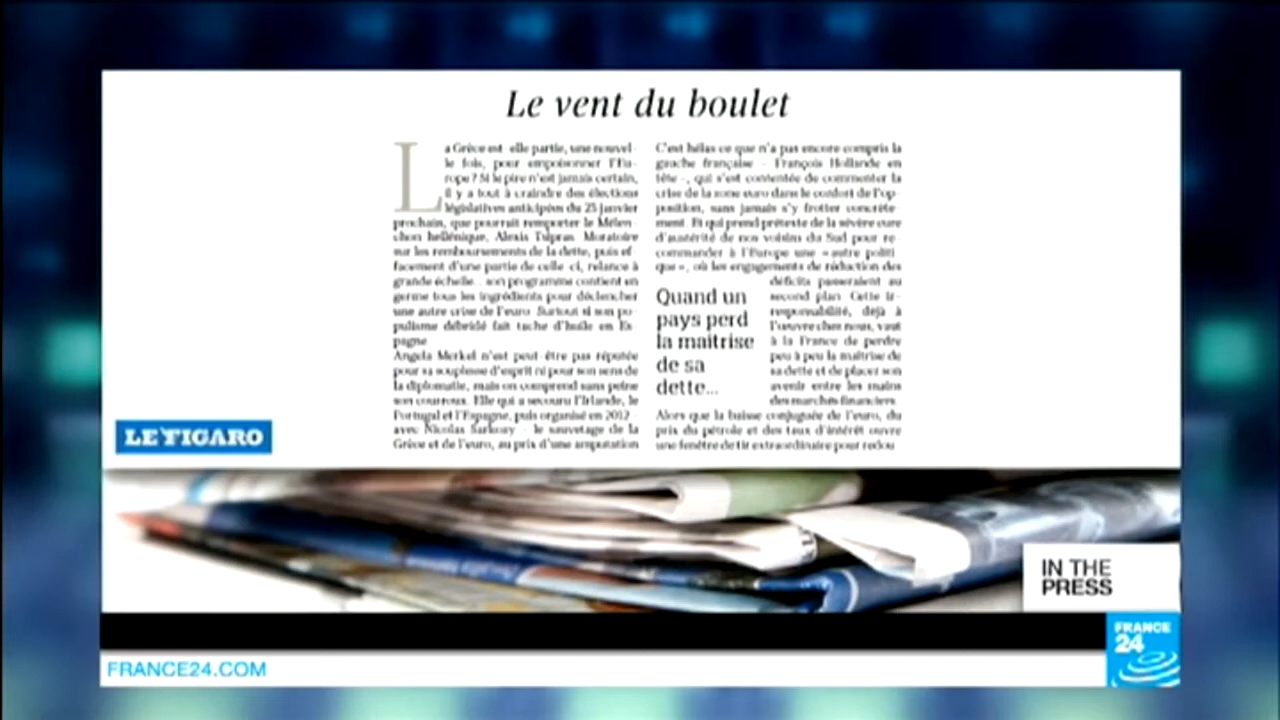 Le vent du boulet
La Grèce est-elle partie, une nouvel-
le fois, pour empoisonner l'Eu-
rope ? Si le pire n'est jamais certain,
il y a tout à craindre des élections
législatives anticipées du 25 janvier
prochain, que pourrait remporter le Mélen-
chon hellénique, Alexis Tsipras. Moratoire
sur les remboursements de la dette, puis ef-
facement d'une partie de celle-ci, relance à
grande échelle... son programme contient en
germe tous les ingrédients pour déclencher
une autre crise de l'euro. Surtout si son po-
pulisme débridé fait tache d'huile en Es-
pagne.
Angela Merkel n'est peut-être pas réputée
pour sa souplesse d'esprit ni pour son sens de
la diplomatie, mais on comprend sans peine
son courroux. Elle qui a secouru l'Irlande, le
Portugal et l'Espagne, puis organisé en 2012 -
avec Nicolas Sarkozy - le sauvetage de la
Grèce et de l'euro, au prix d'une amputation
C'est hélas ce que n'a pas encore compris la
gauche française - François Hollande en
tête -, qui s'est contentée de commenter la
crise de la zone euro dans le confort de l'op-
position, sans jamais s'y frotter concrète-
ment. Et qui prend prétexte de la sévère cure
d'austérité de nos voisins du Sud pour re-
commander à l'Europe une « autre politi-
que », où les engagements de réduction des
déficits passeraient au
second plan. Cette ir-
responsabilité, déjà à
l'œuvre chez nous, vaut
à la France de perdre
peu à peu la maîtrise de
sa dette et de placer son
avenir entre les mains
des marchés financiers.
Quand un
pays perd
la maîtrise
de sa
dette...
Alors que la baisse conjuguée de l'euro, du
prix du pétrole et des taux d'intérêt ouvre
une fenêtre de tir extraordinaire pour redou-
LE FIGARO
IN THE
PRESS
FRANCE
24
FRANCE24.COM